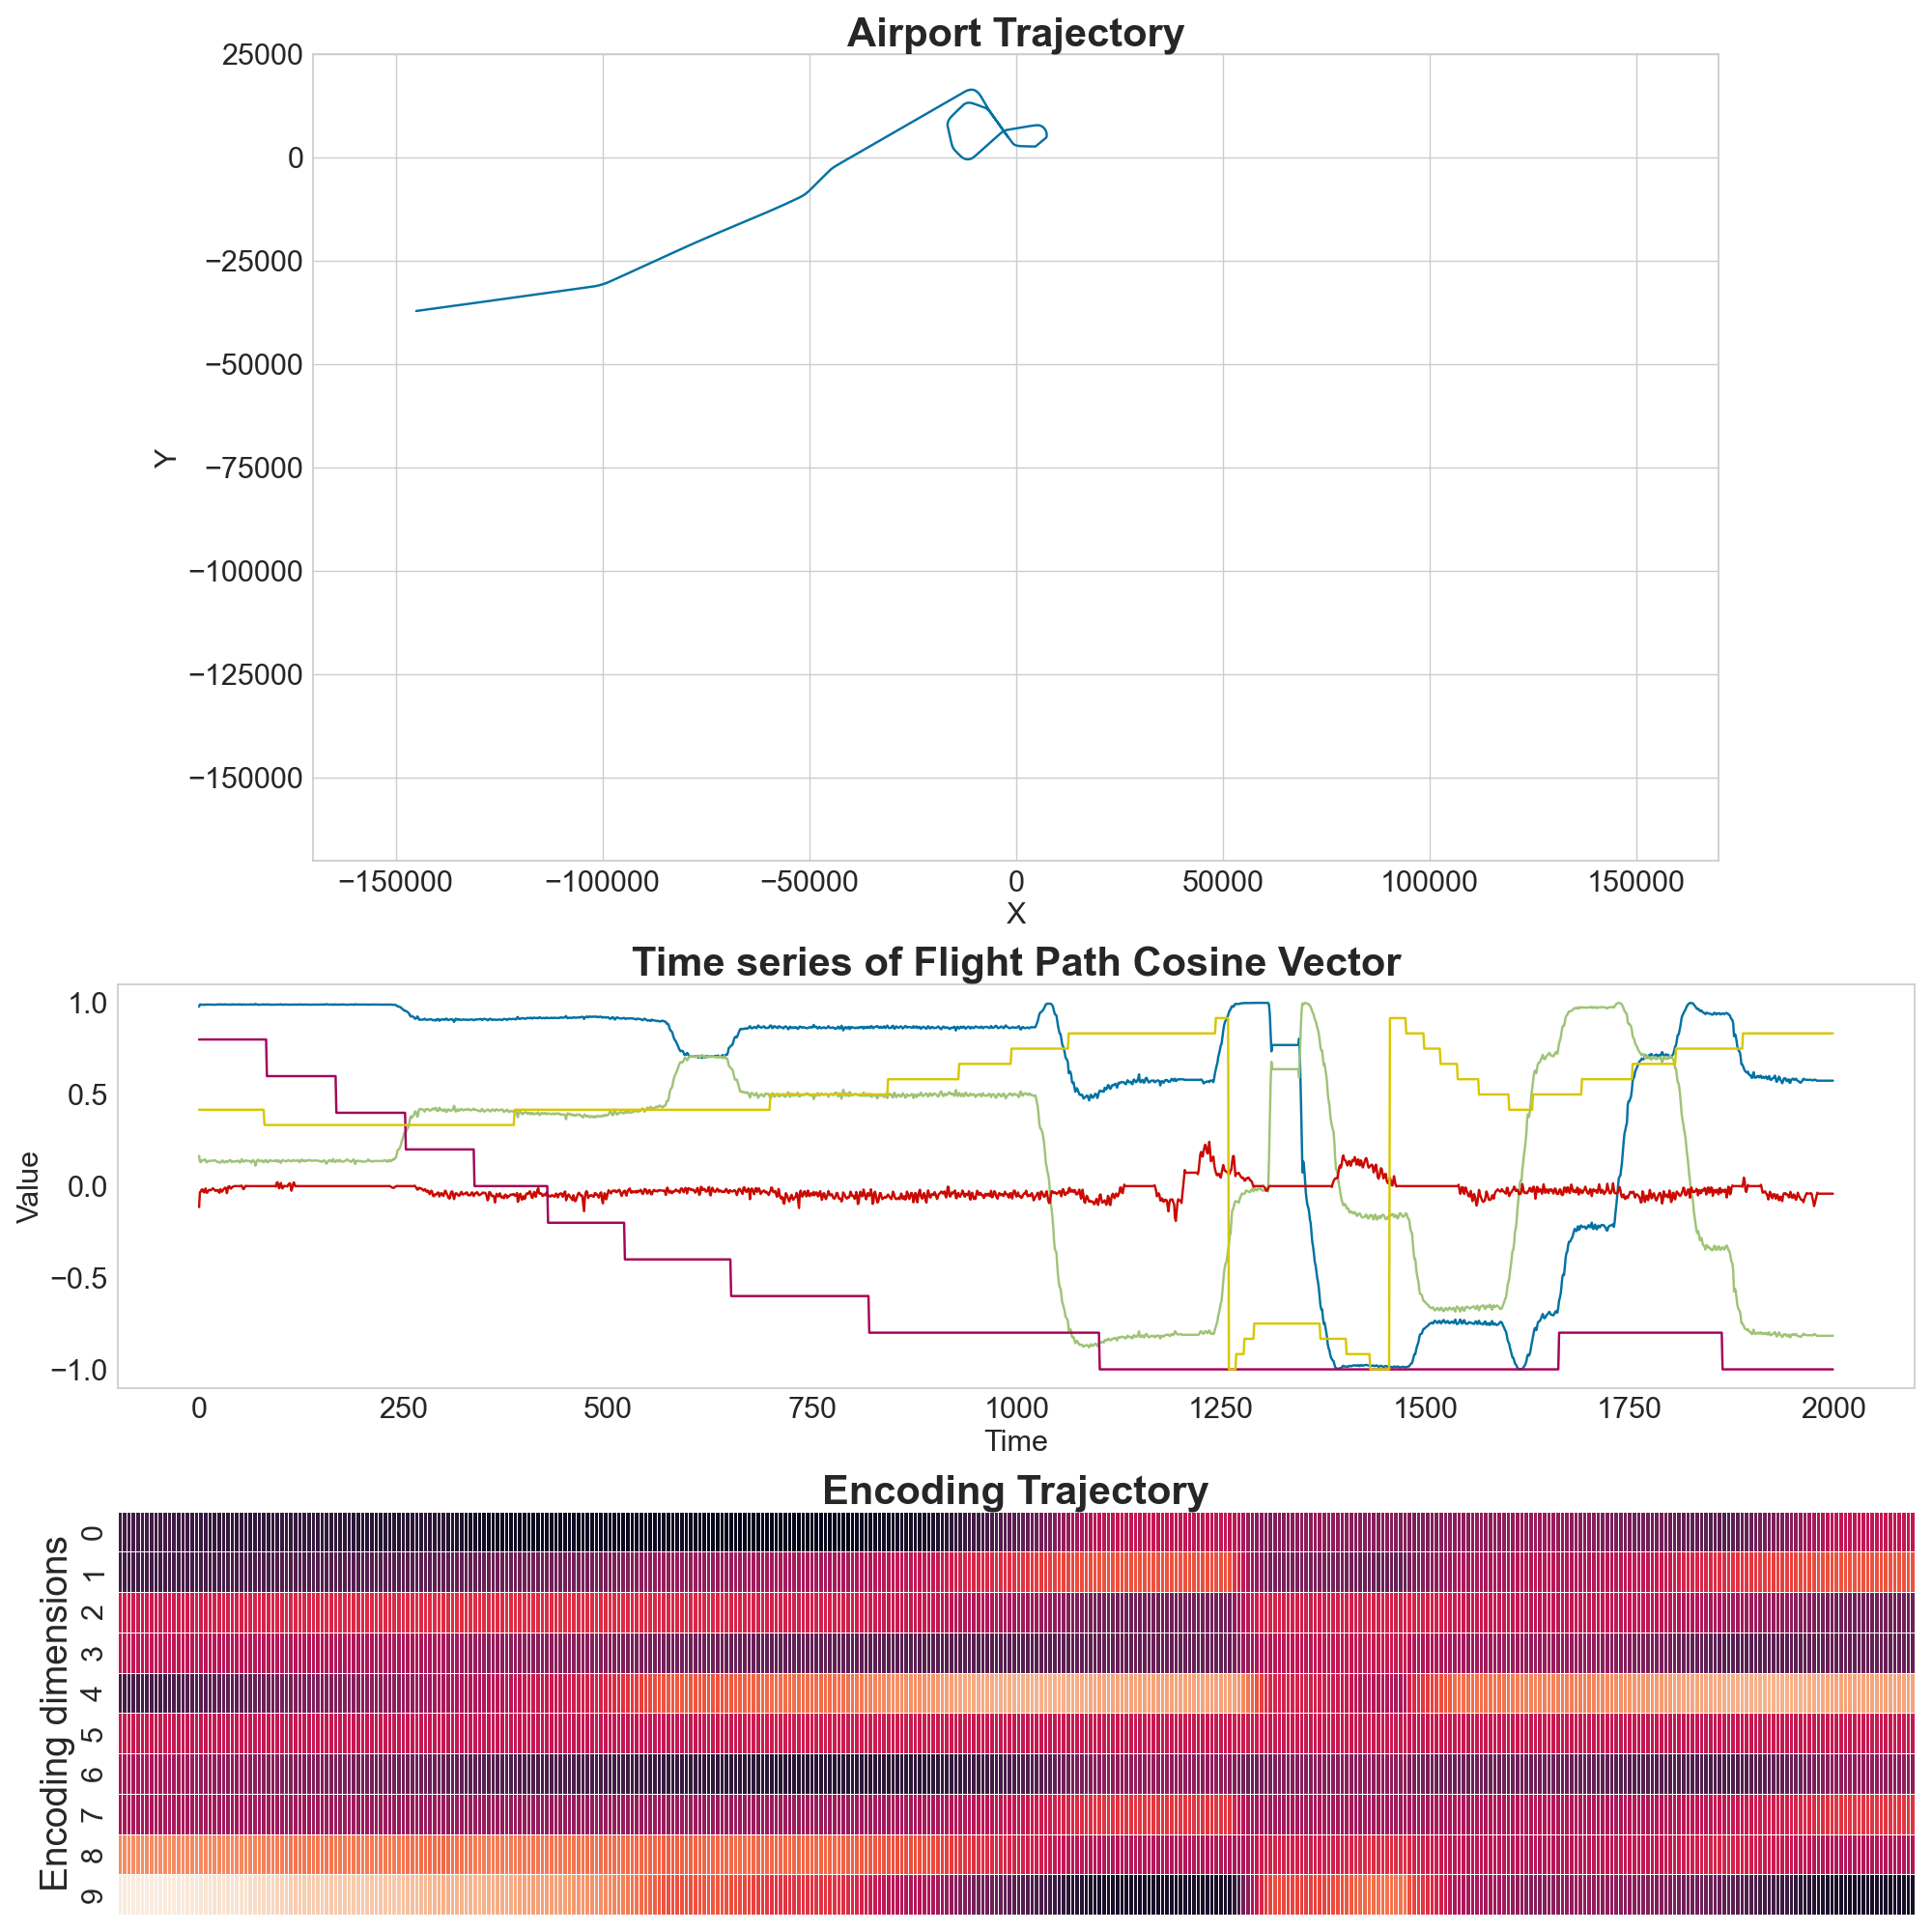 Airport Trajectory
25000
0
−25000
−50000
−75000
−100000
−125000
−150000
Y
−150000 −100000 −50000 0 50000 100000 150000
X
Time series of Flight Path Cosine Vector
1.0
0.5
0.0
−0.5
−1.0
Value
0 250 500 750 1000 1250 1500 1750 2000
Time
Encoding Trajectory
Encoding dimensions
0
1
2
3
4
5
6
7
8
9